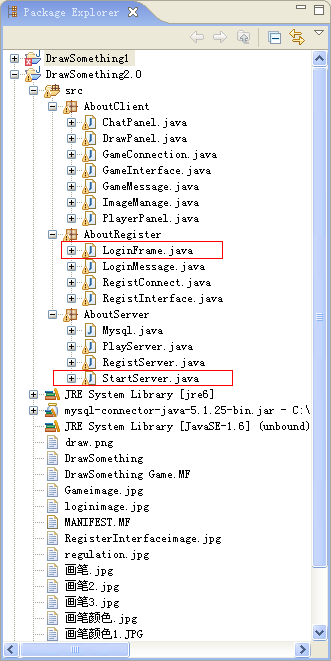 Package Explorer
DrawSomething1
DrawSomething2.0
src
AboutClient
ChatPanel.java
DrawPanel.java
GameConnection.java
GameInterface.java
GameMessage.java
ImageManage.java
PlayerPanel.java
AboutRegister
LoginFrame.java
LoginMessage.java
RegistConnect.java
RegistInterface.java
AboutServer
Mysql.java
PlayServer.java
RegistServer.java
StartServer.java
JRE System Library [jre6]
mysql-connector-java-5.1.25-bin.jar - C:\
JRE System Library [JavaSE-1.6] (unbound)
draw.png
DrawSomething
DrawSomething Game.MF
Gameimage.jpg
loginimage.jpg
MANIFEST.MF
RegisterInterfaceimage.jpg
regulation.jpg
画笔.jpg
画笔2.jpg
画笔3.jpg
画笔颜色.jpg
画笔颜色1.JPG